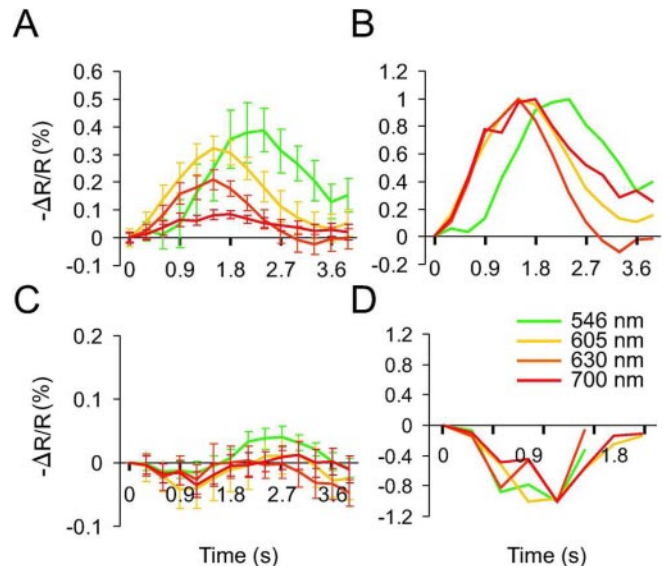 A
B
-ΔR/R (%)
0.6
0.5
0.4
0.3
0.2
0.1
0
-0.1
0 0.9 1.8 2.7 3.6
1.2
1
0.8
0.6
0.4
0.2
0
-0.2
0 0.9 1.8 2.7 3.6
C
D
-ΔR/R (%)
0.2
0.1
0
-0.1
0 0.9 1.8 2.7 3.6
Time (s)
1.2
0.8
0.4
0
-0.4
-0.8
-1.2
0 0.9 1.8
546 nm
605 nm
630 nm
700 nm
Time (s)